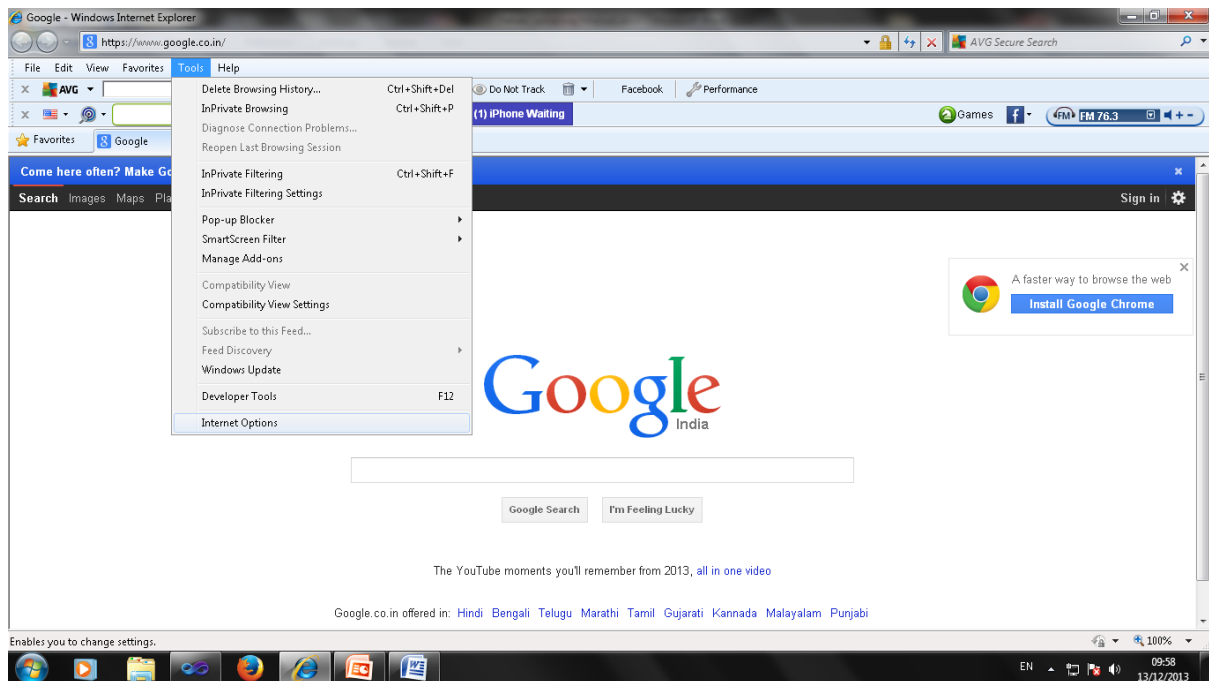 Google - Windows Internet Explorer
https://www.google.co.in/
AVG Secure Search
File Edit View Favorites Tools Help
AVG
Do Not Track
Facebook
Performance
(1) iPhone Waiting
Games
FM FM 76.3
Favorites
Google
Come here often? Make Go
Search Images Maps Pla
Sign in
Delete Browsing History... Ctrl+Shift+Del
InPrivate Browsing Ctrl+Shift+P
Diagnose Connection Problems...
Reopen Last Browsing Session
InPrivate Filtering Ctrl+Shift+F
InPrivate Filtering Settings
Pop-up Blocker
SmartScreen Filter
Manage Add-ons
Compatibility View
Compatibility View Settings
Subscribe to this Feed...
Feed Discovery
Windows Update
Developer Tools F12
Internet Options
A faster way to browse the web
Install Google Chrome
Google
India
Google Search
I'm Feeling Lucky
The YouTube moments you'll remember from 2013, all in one video
Google.co.in offered in: Hindi Bengali Telugu Marathi Tamil Gujarati Kannada Malayalam Punjabi
Enables you to change settings.
100%
EN
09:58
13/12/2013